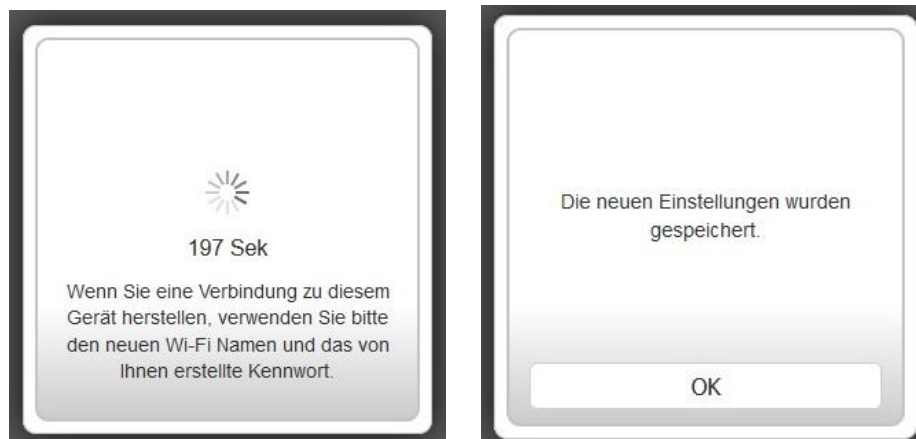 197 Sek
Wenn Sie eine Verbindung zu diesem
Gerät herstellen, verwenden Sie bitte
den neuen Wi-Fi Namen und das von
Ihnen erstellte Kennwort.
Die neuen Einstellungen wurden
gespeichert.
OK